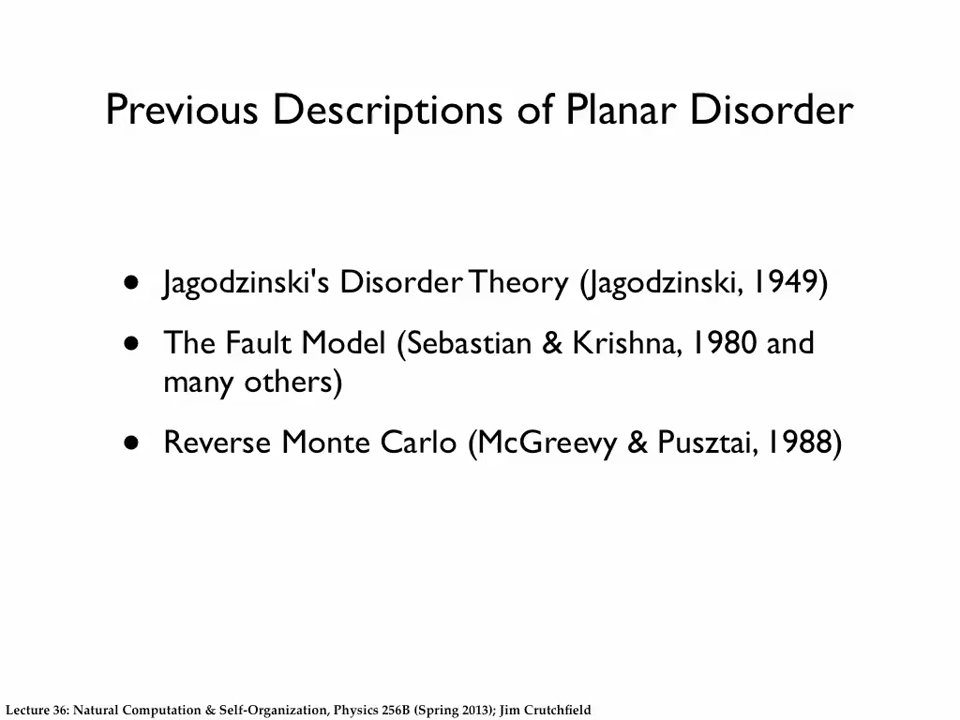 Previous Descriptions of Planar Disorder
• Jagodzinski's Disorder Theory (Jagodzinski, 1949)
• The Fault Model (Sebastian & Krishna, 1980 and
many others)
• Reverse Monte Carlo (McGreevy & Pusztai, 1988)
Lecture 36: Natural Computation & Self-Organization, Physics 256B (Spring 2013); Jim Crutchfield